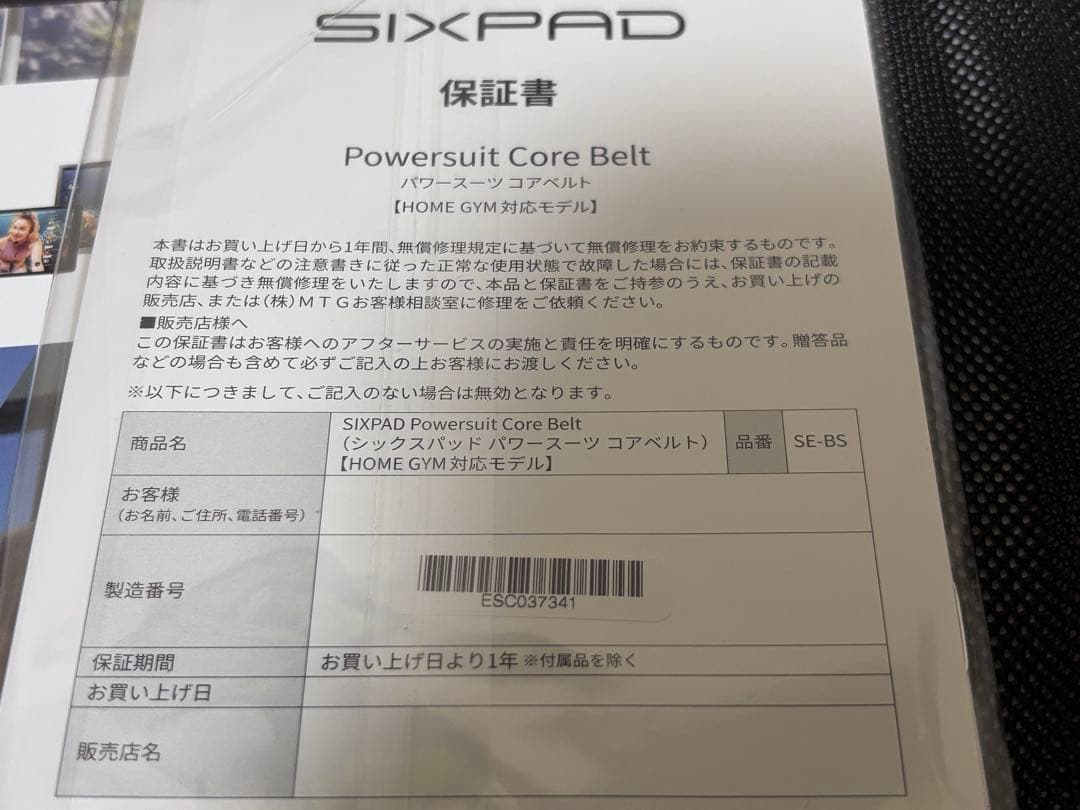 SIXPAD
保証書
Powersuit Core Belt
パワースーツ コアベルト
【HOME GYM対応モデル】
本書はお買い上げ日から1年間、無償修理規定に基づいて無償修理をお約束するものです。
取扱説明書などの注意書きに従った正常な使用状態で故障した場合には、保証書の記載
内容に基づき無償修理をいたしますので、本品と保証書をご持参のうえ、お買い上げの
販売店、または(株)MTGお客様相談室に修理をご依頼ください。
■販売店様へ
この保証書はお客様へのアフターサービスの実施と責任を明確にするものです。贈答品
などの場合も含めて必ずご記入の上お客様にお渡しください。
※以下につきまして、ご記入のない場合は無効となります。
商品名
SIXPAD Powersuit Core Belt
(シックスパッド パワースーツ コアベルト)
【HOME GYM対応モデル】
品番
SE-BS
お客様
(お名前、ご住所、電話番号)
製造番号
ESC037341
保証期間
お買い上げ日より1年 ※付属品を除く
お買い上げ日
販売店名